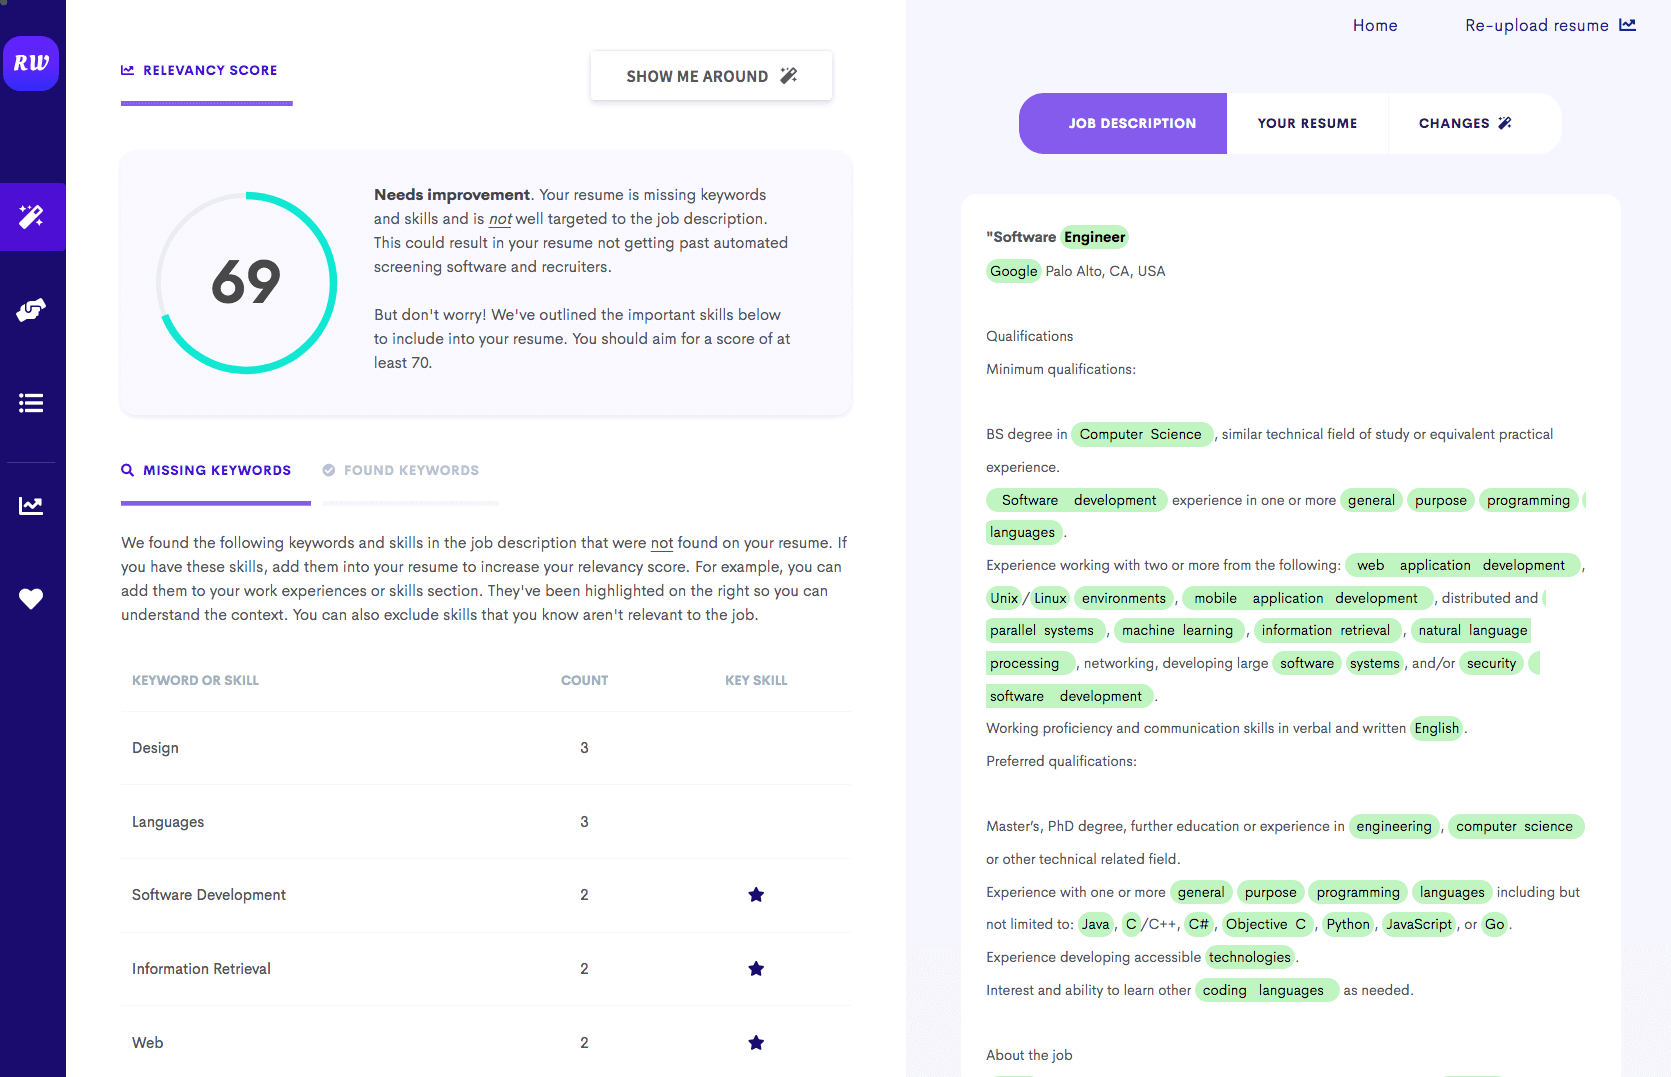 RW
RELEVANCY SCORE
SHOW ME AROUND
69
Needs improvement. Your resume is missing keywords
and skills and is not well targeted to the job description.
This could result in your resume not getting past automated
screening software and recruiters.
But don't worry! We've outlined the important skills below
to include into your resume. You should aim for a score of at
least 70.
MISSING KEYWORDS
FOUND KEYWORDS
We found the following keywords and skills in the job description that were not found on your resume. If
you have these skills, add them into your resume to increase your relevancy score. For example, you can
add them to your work experiences or skills section. They've been highlighted on the right so you can
understand the context. You can also exclude skills that you know aren't relevant to the job.
KEYWORD OR SKILL COUNT KEY SKILL
Design 3
Languages 3
Software Development 2
Information Retrieval 2
Web 2
Home Re-upload resume
JOB DESCRIPTION YOUR RESUME CHANGES
"Software Engineer
Google Palo Alto, CA, USA
Qualifications
Minimum qualifications:
BS degree in Computer Science , similar technical field of study or equivalent practical
experience.
Software development experience in one or more general purpose programming
languages .
Experience working with two or more from the following: web application development ,
Unix / Linux environments , mobile application development , distributed and
parallel systems , machine learning , information retrieval , natural language
processing , networking, developing large software systems , and/or security
software development .
Working proficiency and communication skills in verbal and written English .
Preferred qualifications:
Master’s, PhD degree, further education or experience in engineering , computer science
or other technical related field.
Experience with one or more general purpose programming languages including but
not limited to: Java , C /C++, C# , Objective C , Python , JavaScript , or Go .
Experience developing accessible technologies .
Interest and ability to learn other coding languages as needed.
About the job